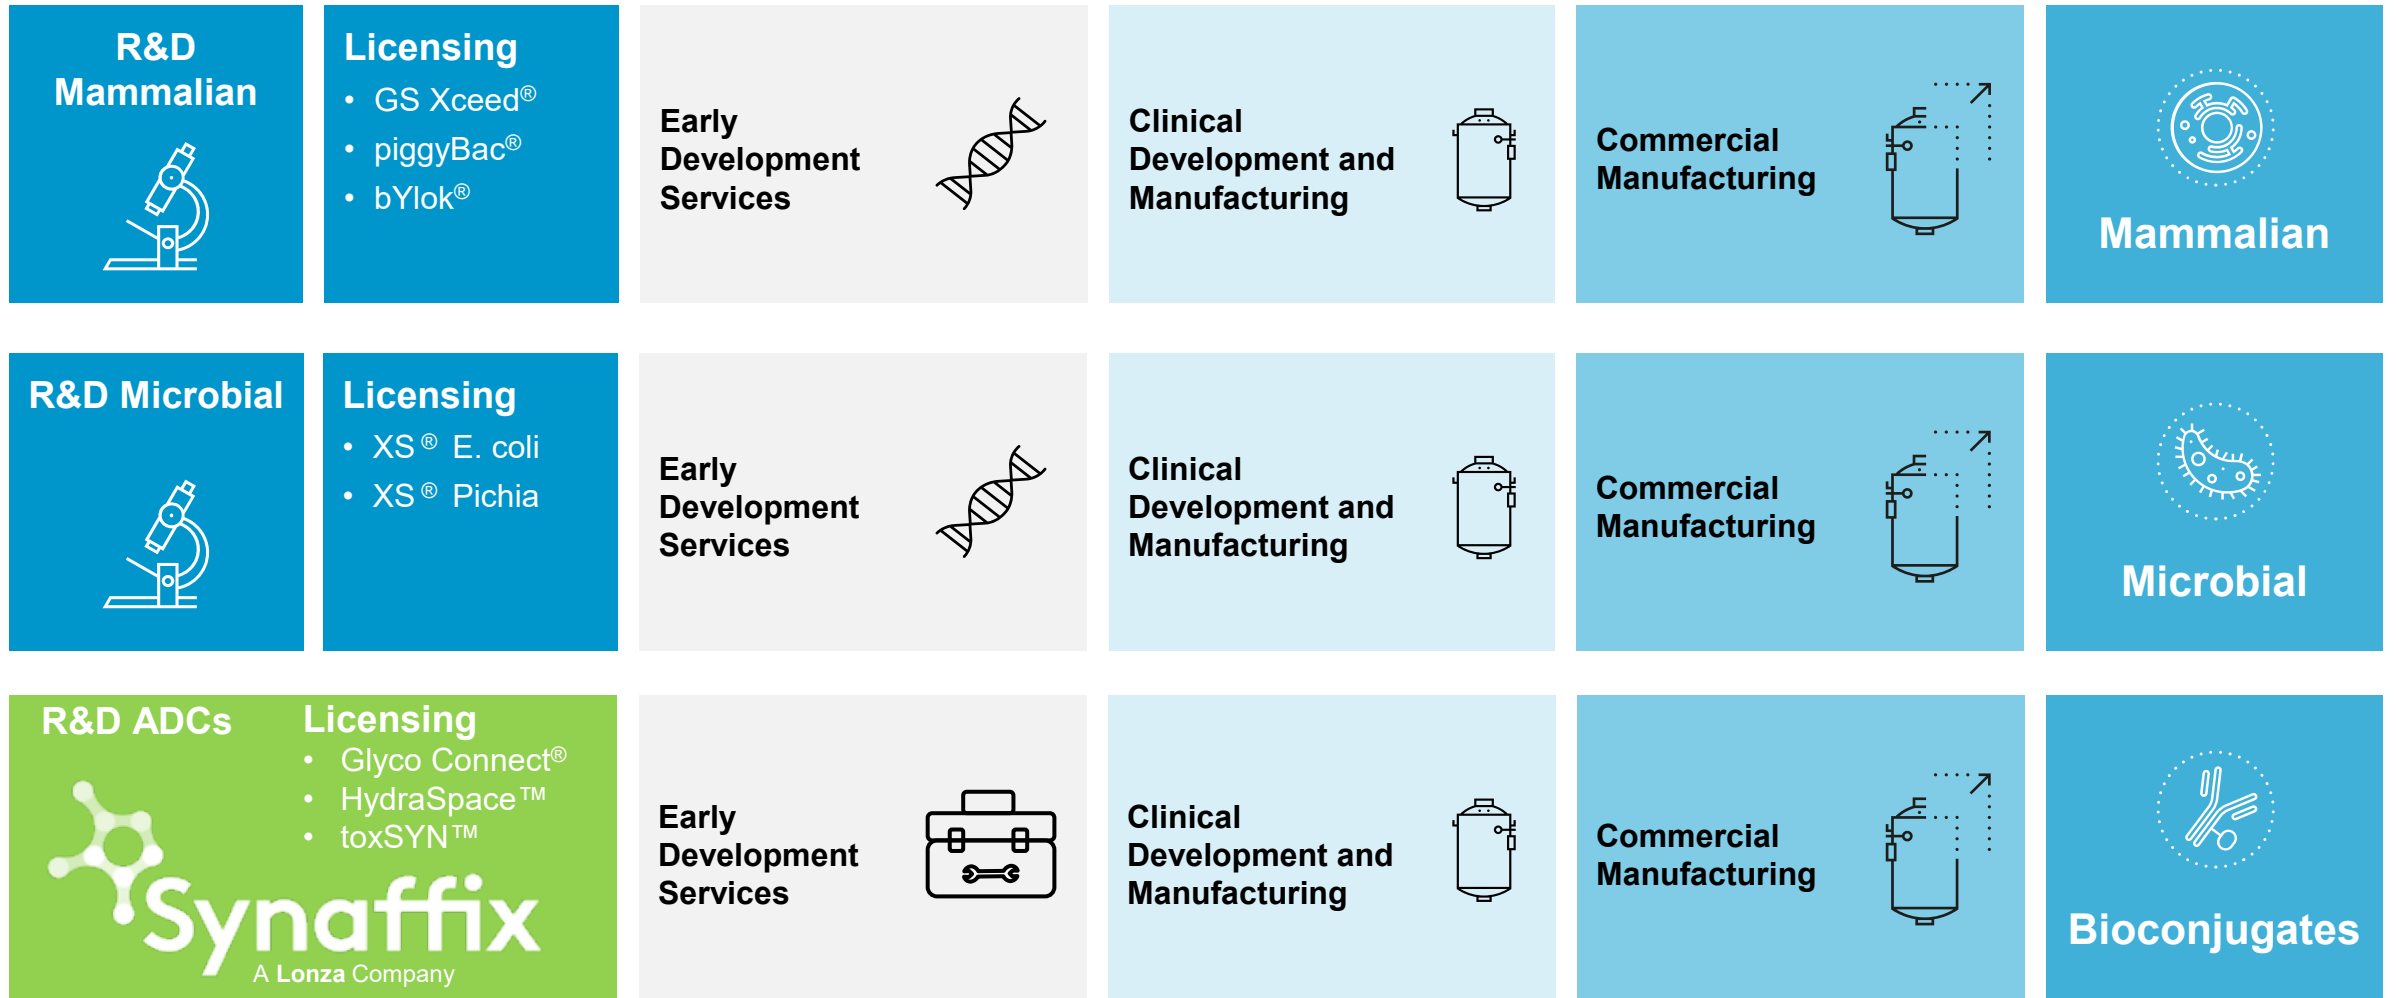 R&D
Mammalian
Licensing
• GS Xceed®
• piggyBac®
• bYlok®
Early
Development
Services
Clinical
Development and
Manufacturing
Commercial
Manufacturing
Mammalian
R&D Microbial
Licensing
• XS ® E. coli
• XS ® Pichia
Early
Development
Services
Clinical
Development and
Manufacturing
Commercial
Manufacturing
Microbial
R&D ADCs
Licensing
• Glyco Connect®
• HydraSpace™
• toxSYN™
Synaffix
A Lonza Company
Early
Development
Services
Clinical
Development and
Manufacturing
Commercial
Manufacturing
Bioconjugates